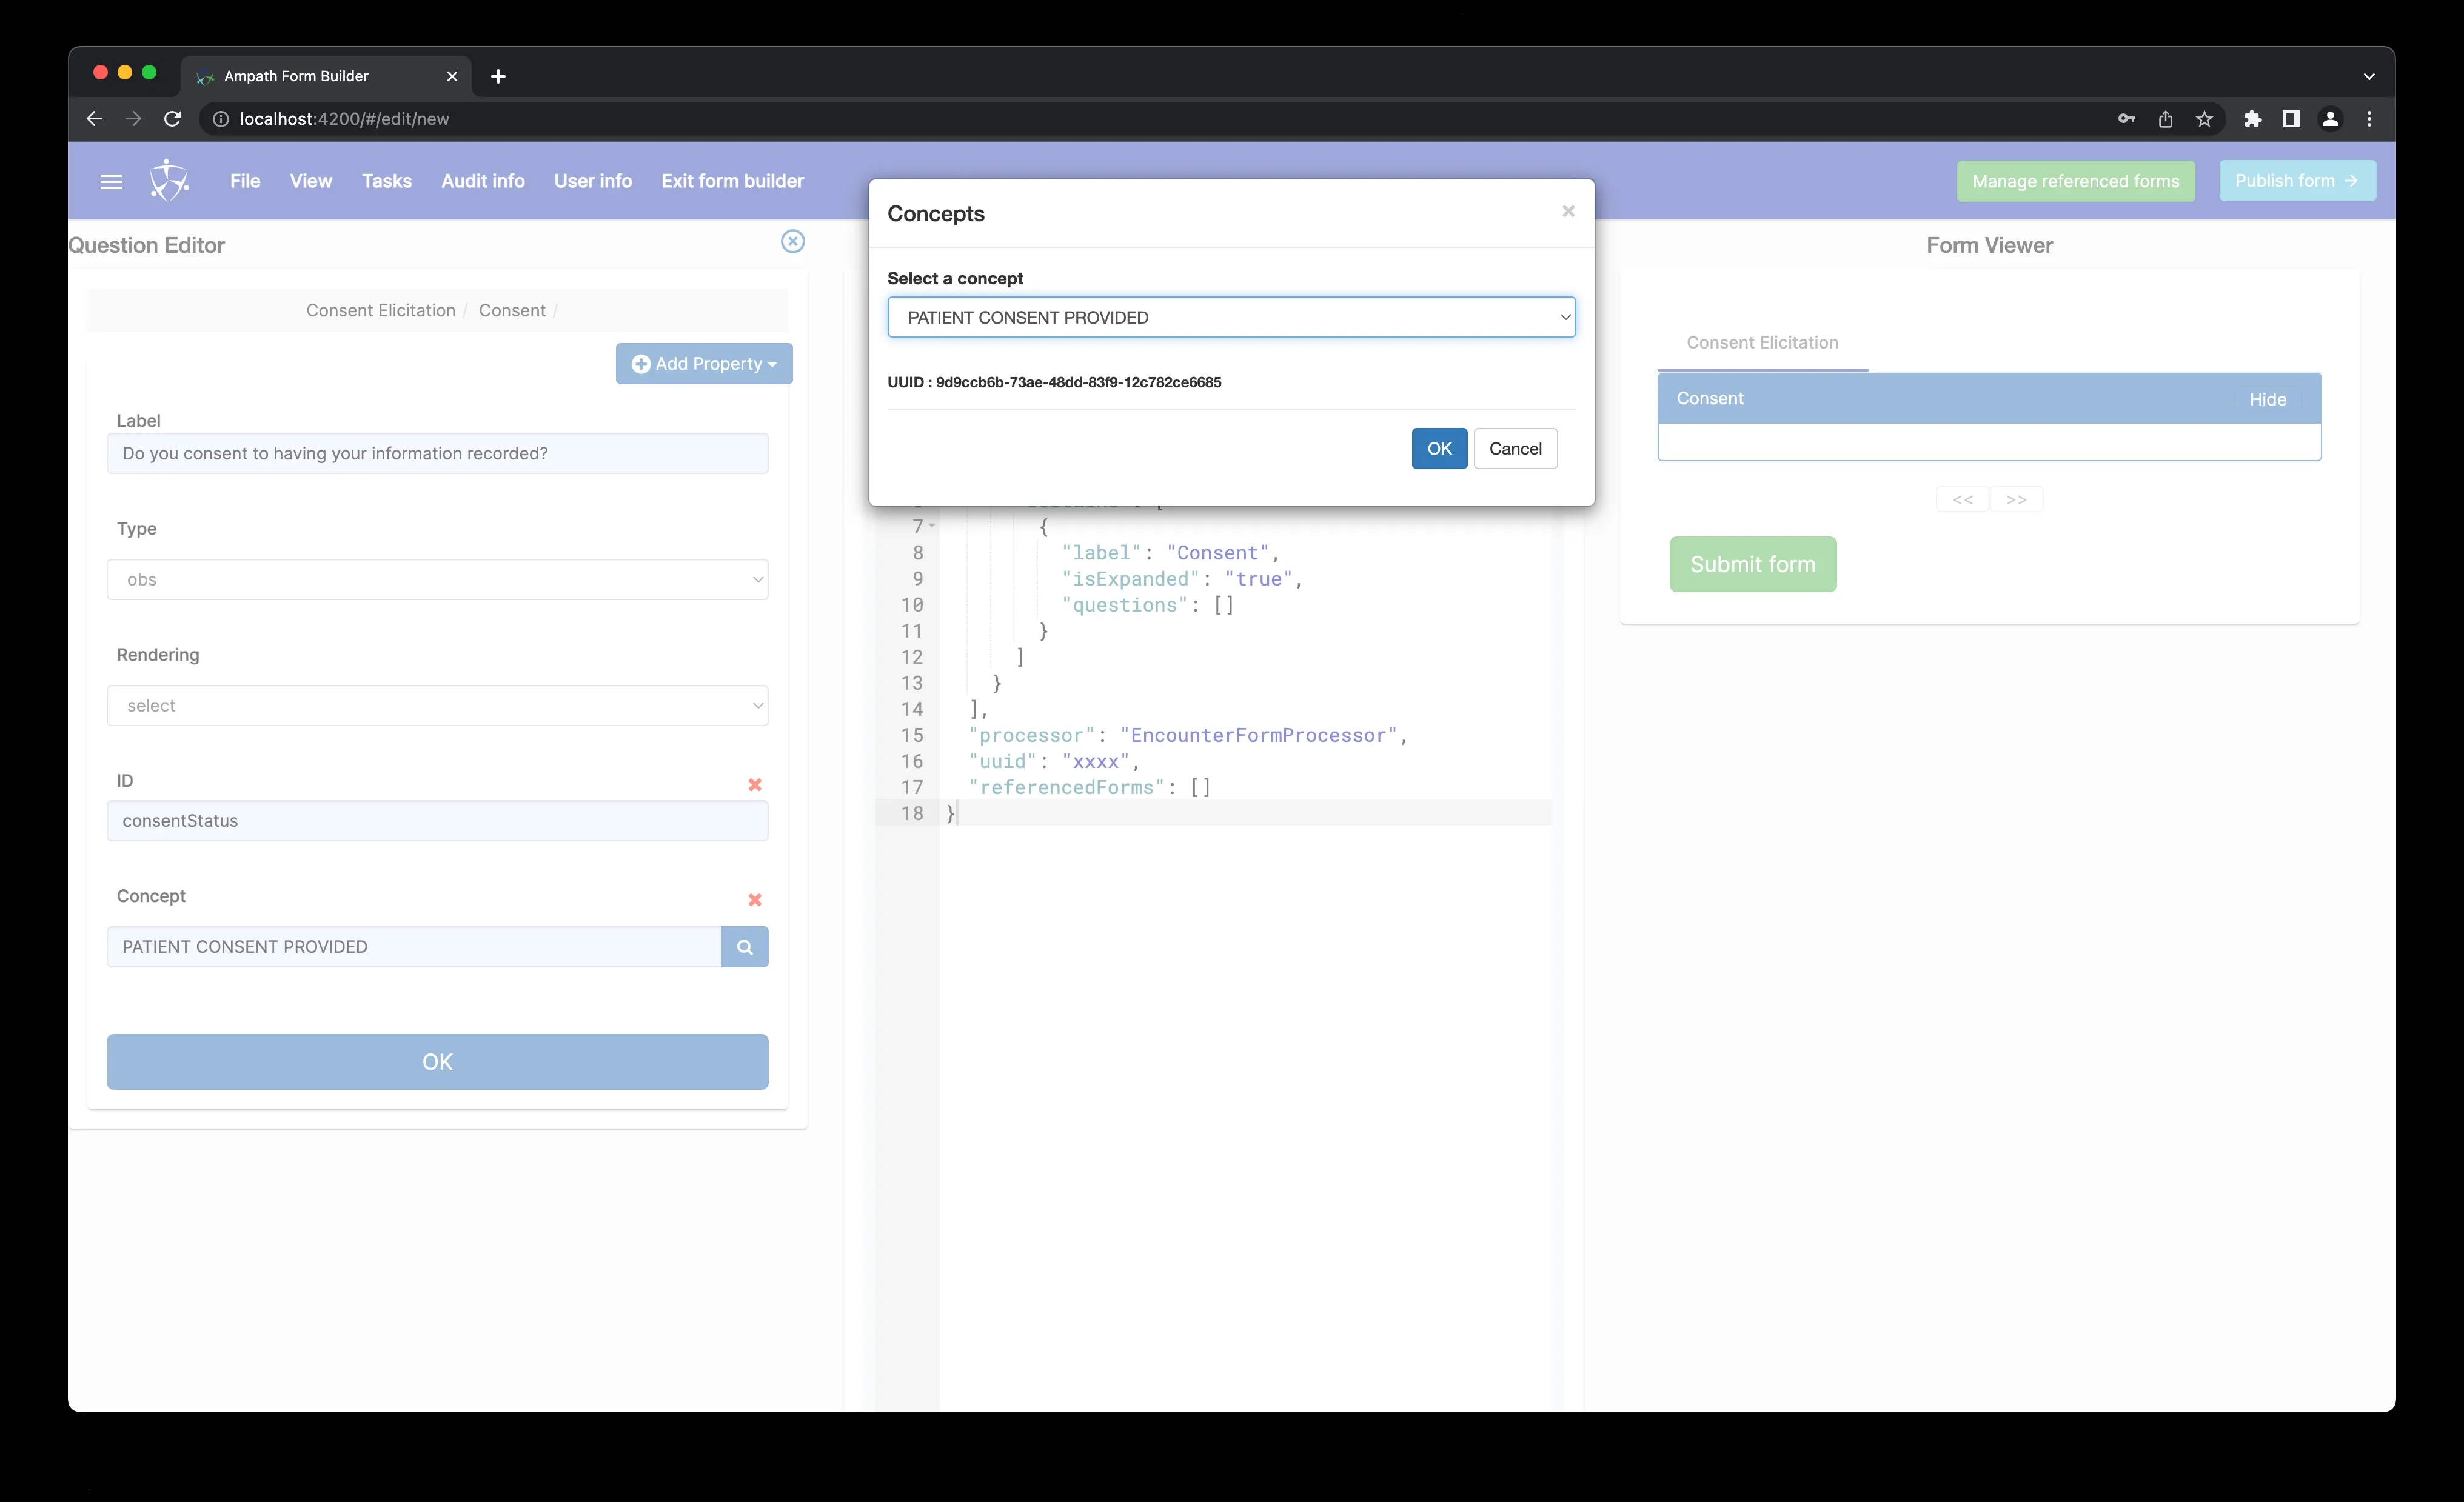 Ampath Form Builder
localhost:4200/#/edit/new
File View Tasks Audit info User info Exit form builder
Manage referenced forms Publish form →
Question Editor
Consent Elicitation / Consent /
Add Property
Label
Do you consent to having your information recorded?
Type
obs
Rendering
select
ID
consentStatus
Concept
PATIENT CONSENT PROVIDED
OK
Concepts
×
Select a concept
PATIENT CONSENT PROVIDED
UUID : 9d9ccb6b-73ae-48dd-83f9-12c782ce6685
OK Cancel
7 {
8 "label": "Consent",
9 "isExpanded": "true",
10 "questions": []
11 }
12 ]
13 }
14 ],
15 "processor": "EncounterFormProcessor",
16 "uuid": "xxxx",
17 "referencedForms": []
18 }
Form Viewer
Consent Elicitation
Consent Hide
<< >>
Submit form